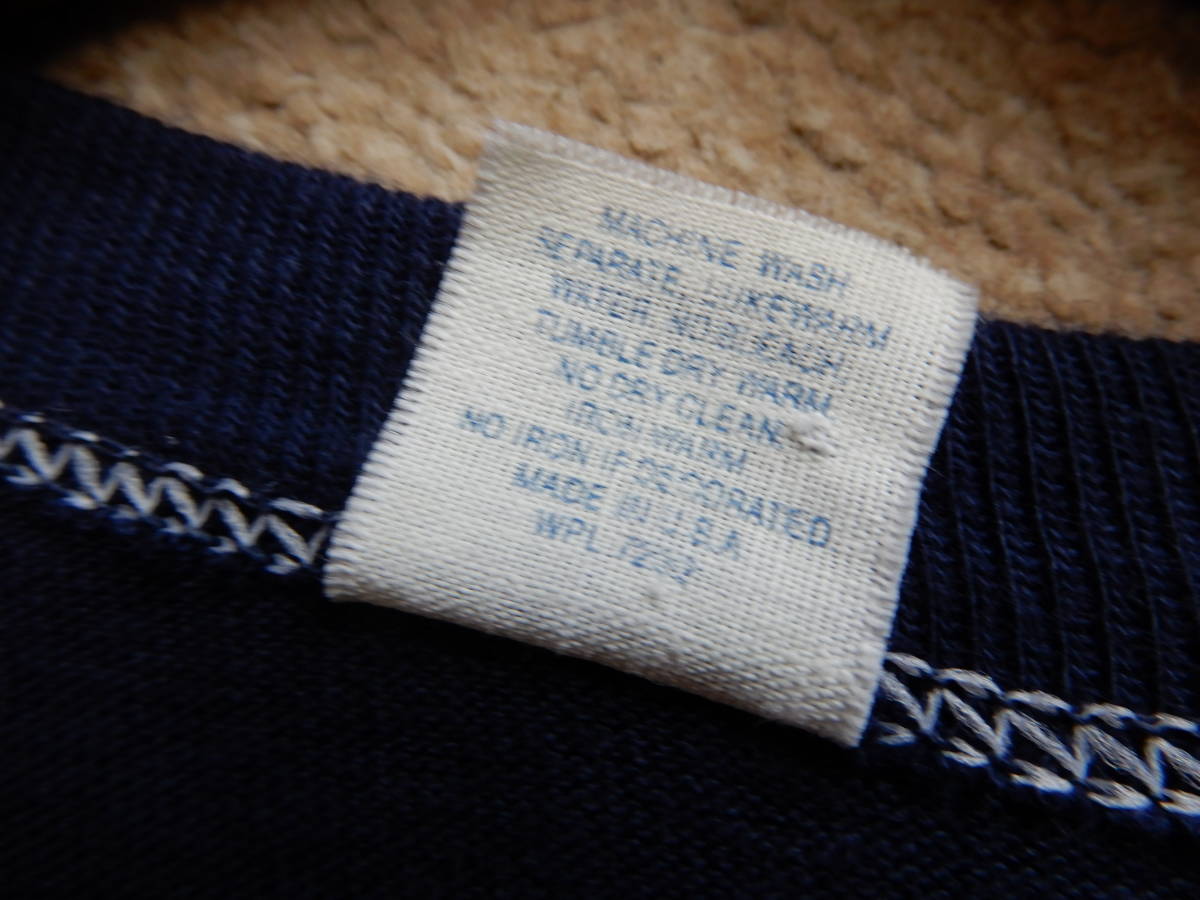 MACHINE WASH
SEPARATE, LUKEWARM
WATER. NO BLEACH
TUMBLE DRY WARM
NO DRY CLEAN
IRON WARM
NO IRON IF DECORATED
MADE IN U.S.A.
WPL